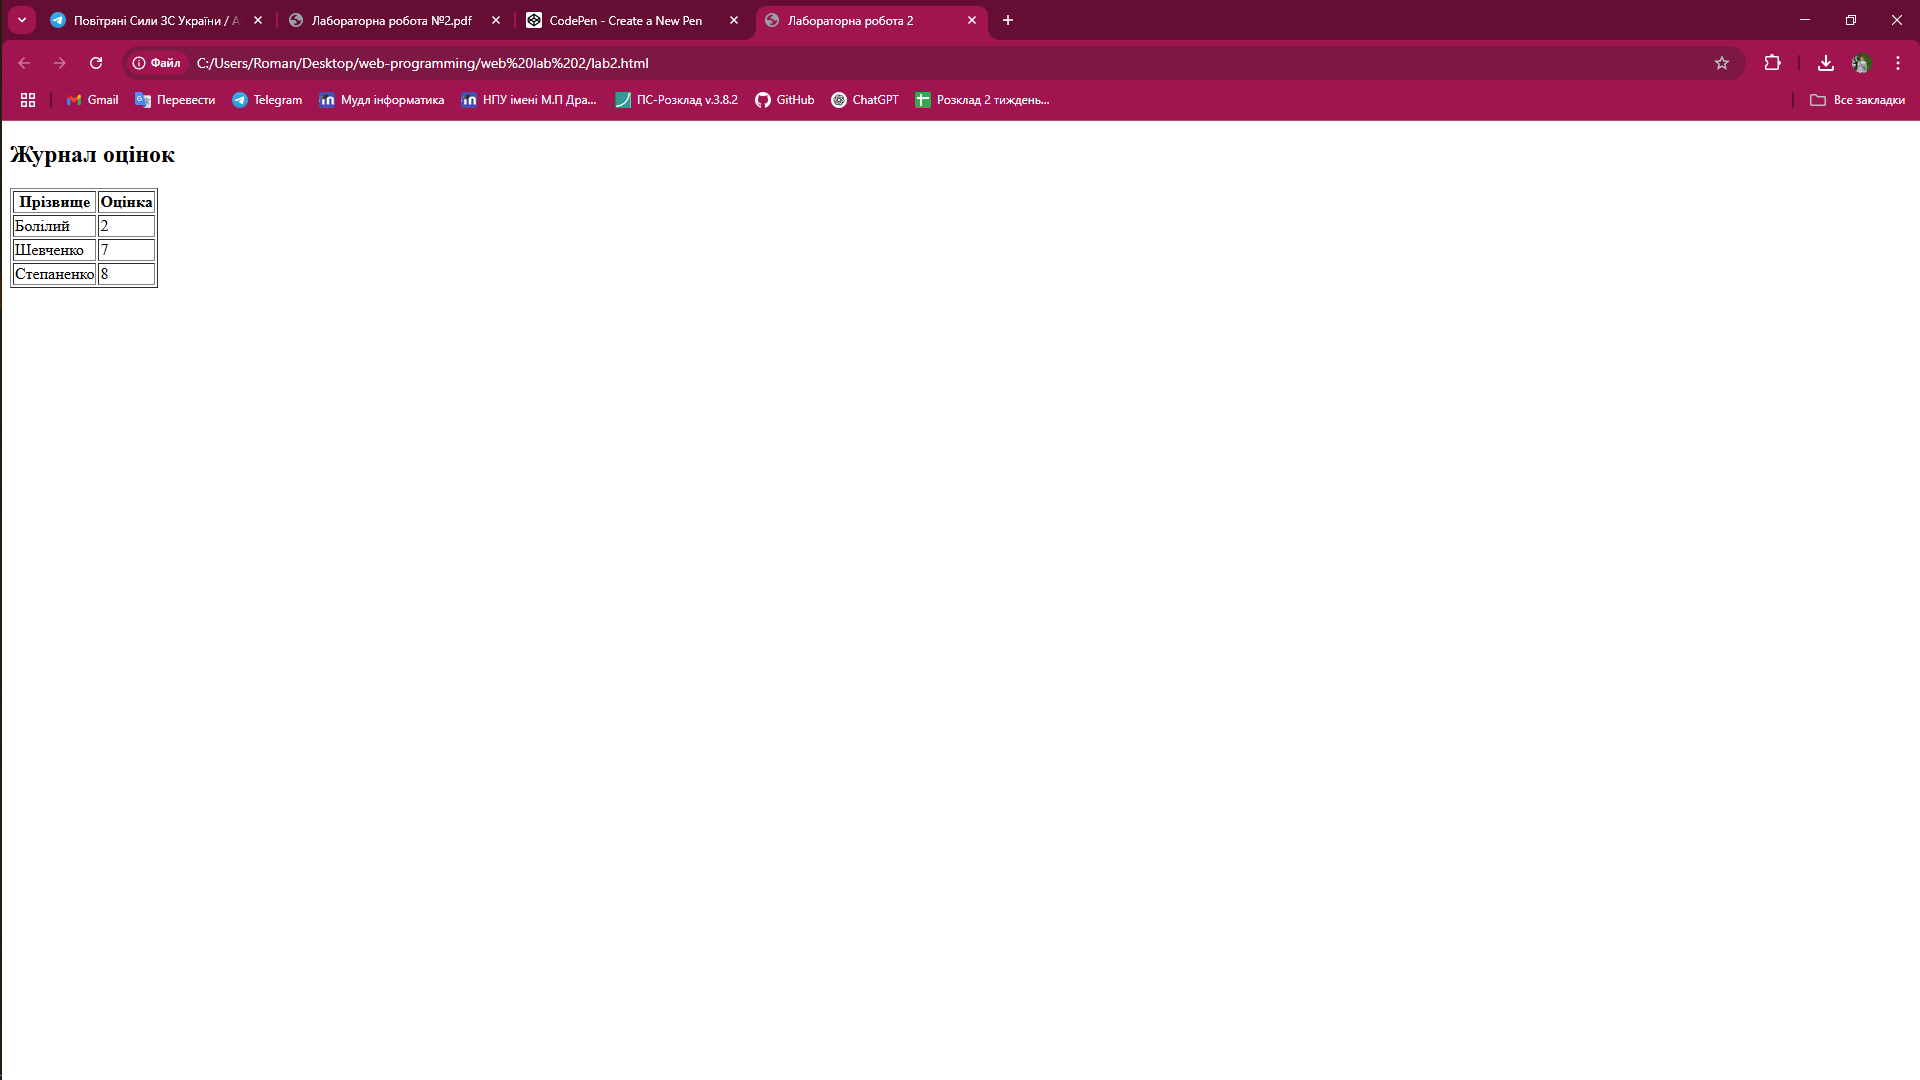 Повітряні Сили ЗС України / А
Лабораторна робота №2.pdf
CodePen - Create a New Pen
Лабораторна робота 2
Файл
C:/Users/Roman/Desktop/web-programming/web%20lab%202/lab2.html
Gmail
Перевести
Telegram
Мудл інформатика
НПУ імені М.П Дра...
ПС-Розклад v.3.8.2
GitHub
ChatGPT
Розклад 2 тиждень...
Все закладки
Журнал оцінок
Прізвище Оцінка
Болілий 2
Шевченко 7
Степаненко 8